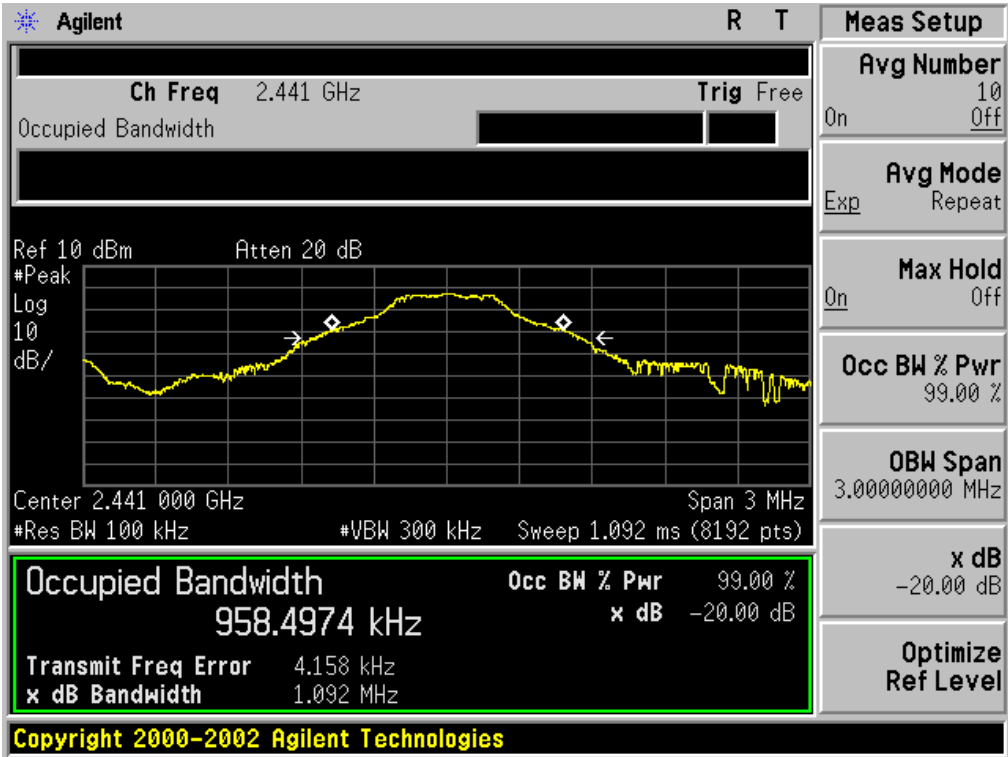 Agilent R T
Ch Freq 2.441 GHz Trig Free
Occupied Bandwidth
Ref 10 dBm Atten 20 dB
#Peak
Log
10
dB/
Center 2.441 000 GHz Span 3 MHz
#Res BW 100 kHz #VBW 300 kHz Sweep 1.092 ms (8192 pts)
Occupied Bandwidth
958.4974 kHz
Occ BW % Pwr 99.00 %
x dB -20.00 dB
Transmit Freq Error 4.158 kHz
x dB Bandwidth 1.092 MHz
Copyright 2000-2002 Agilent Technologies
Meas Setup
Avg Number
10
On Off
Avg Mode
Exp Repeat
Max Hold
On Off
Occ BW % Pwr
99.00 %
OBW Span
3.00000000 MHz
x dB
-20.00 dB
Optimize
Ref Level